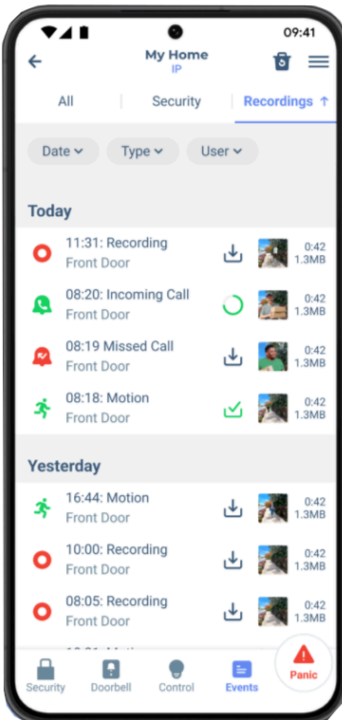 09:41
My Home
IP
All
Security
Recordings ↑
Date
Type
User
Today
11:31: Recording
Front Door
0:42
1.3MB
08:20: Incoming Call
Front Door
0:42
1.3MB
08:19 Missed Call
Front Door
0:42
1.3MB
08:18: Motion
Front Door
0:42
1.3MB
Yesterday
16:44: Motion
Front Door
0:42
1.3MB
10:00: Recording
Front Door
0:42
1.3MB
08:05: Recording
Front Door
0:42
1.3MB
Security
Doorbell
Control
Events
Panic